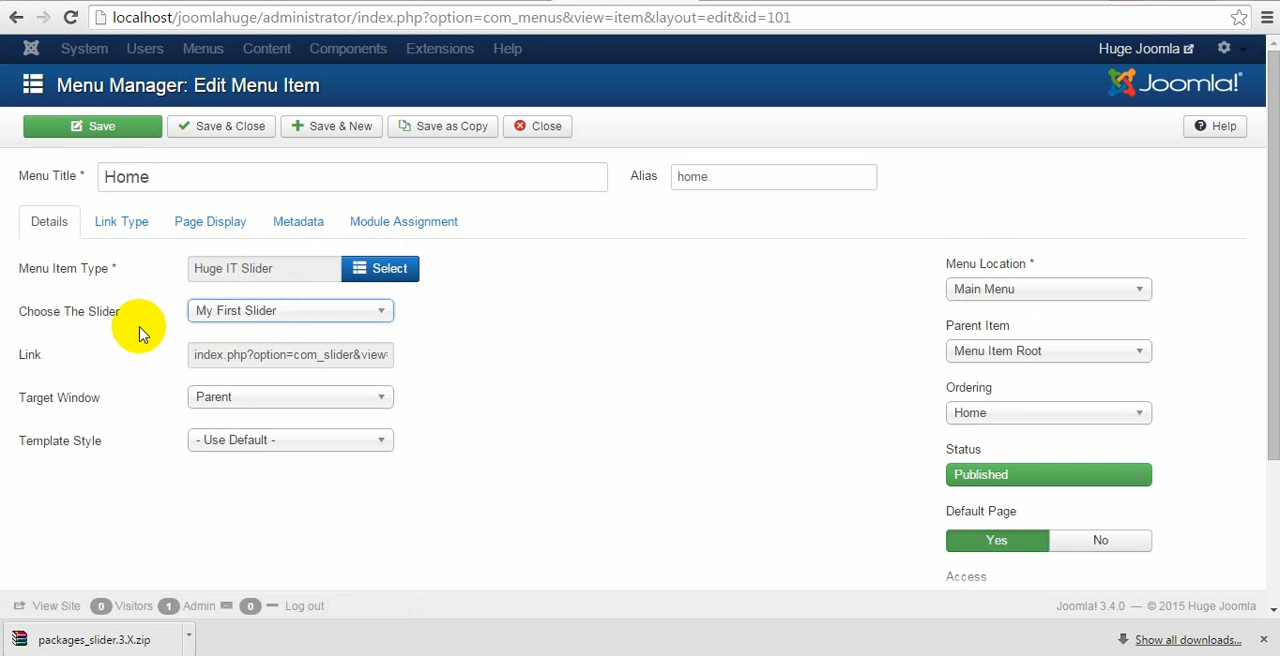 localhost/joomlahuge/administrator/index.php?option=com_menus&view=item&layout=edit&id=101
System Users Menus Content Components Extensions Help Huge Joomla
Menu Manager: Edit Menu Item Joomla!®
Save Save & Close Save & New Save as Copy Close Help
Menu Title * Home Alias home
Details Link Type Page Display Metadata Module Assignment
Menu Item Type * Huge IT Slider Select
Choose The Slider My First Slider
Link index.php?option=com_slider&view=
Target Window Parent
Template Style - Use Default -
Menu Location *
Main Menu
Parent Item
Menu Item Root
Ordering
Home
Status
Published
Default Page
Yes No
Access
View Site 0 Visitors 1 Admin 0 Log out Joomla! 3.4.0 — © 2015 Huge Joomla
packages_slider.3.X.zip Show all downloads...